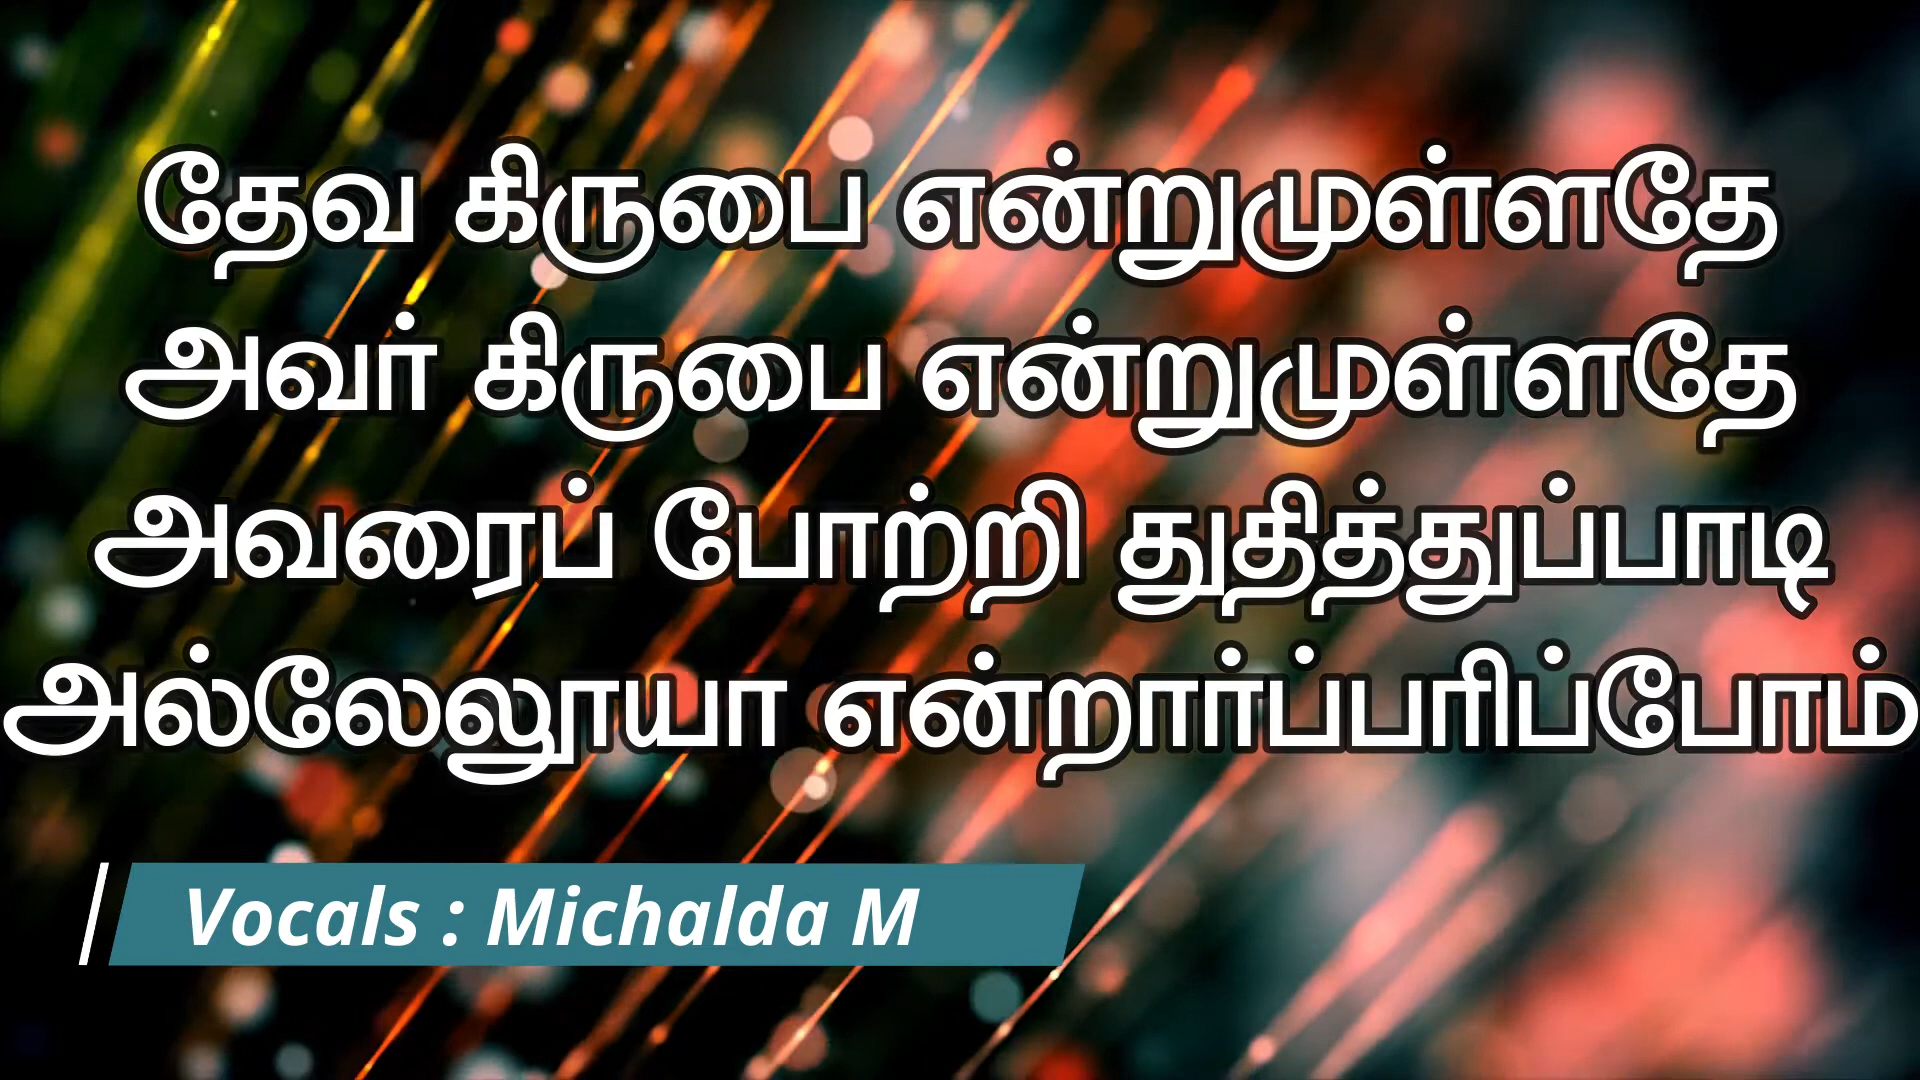 தேவ கிருபை என்றுமுள்ளதே
அவர் கிருபை என்றுமுள்ளதே
அவரைப் போற்றி துதித்துப்பாடி
அல்லேலூயா என்றார்ப்பரிப்போம்
Vocals : Michalda M